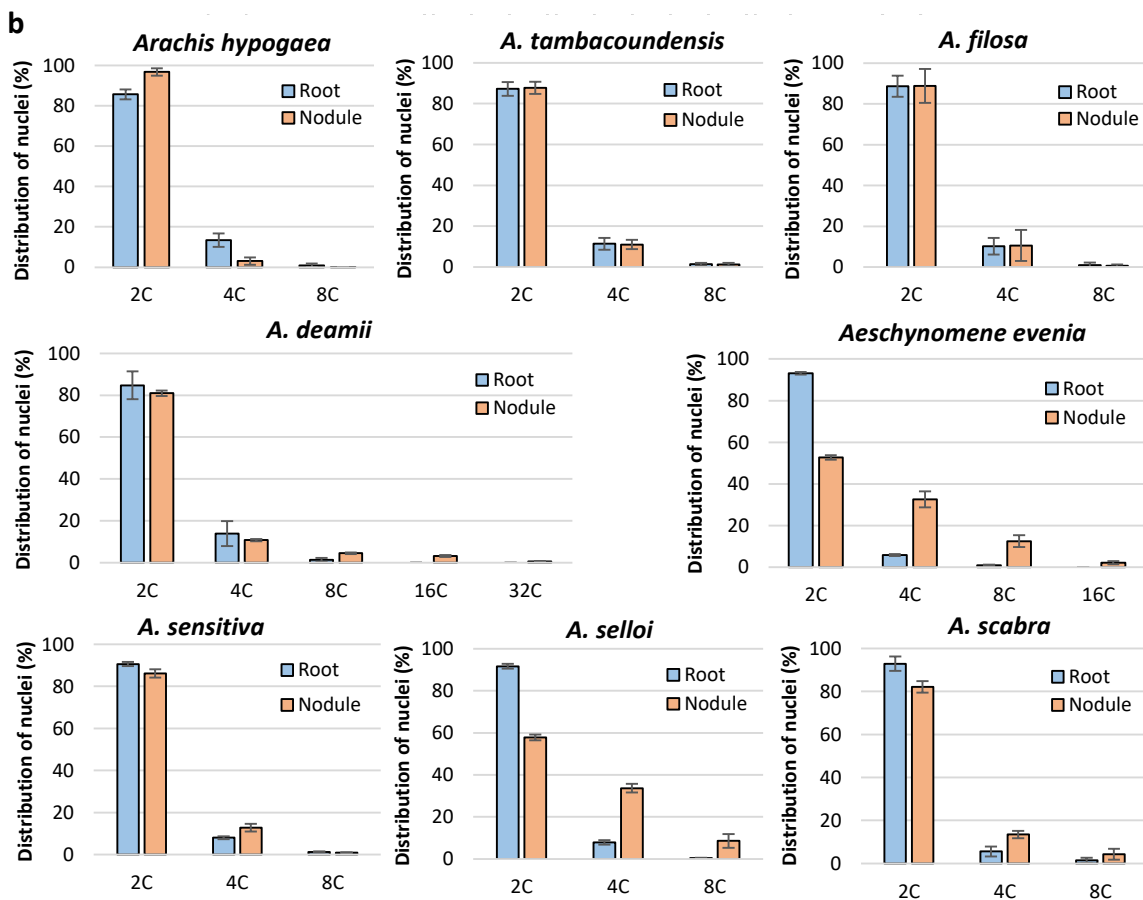 b
Arachis hypogaea
Distribution of nuclei (%)
100
80
60
40
20
0
Root
Nodule
2C 4C 8C
A. tambacoundensis
Distribution of nuclei (%)
100
80
60
40
20
0
Root
Nodule
2C 4C 8C
A. filosa
Distribution of nuclei (%)
100
80
60
40
20
0
Root
Nodule
2C 4C 8C
A. deamii
Distribution of nuclei (%)
100
80
60
40
20
0
Root
Nodule
2C 4C 8C 16C 32C
Aeschynomene evenia
Distribution of nuclei (%)
100
80
60
40
20
0
Root
Nodule
2C 4C 8C 16C
A. sensitiva
Distribution of nuclei (%)
100
80
60
40
20
0
Root
Nodule
2C 4C 8C
A. selloi
Distribution of nuclei (%)
100
80
60
40
20
0
Root
Nodule
2C 4C 8C
A. scabra
Distribution of nuclei (%)
100
80
60
40
20
0
Root
Nodule
2C 4C 8C